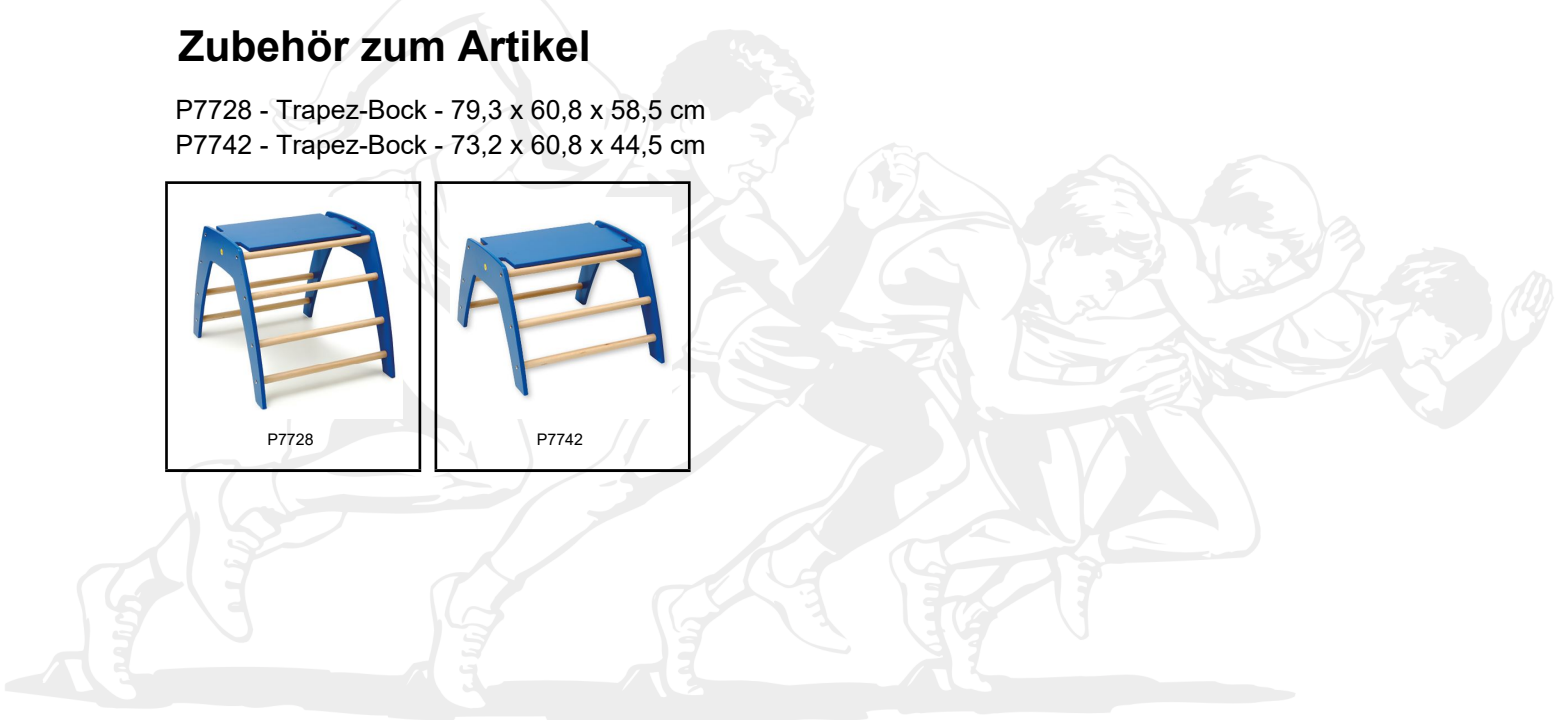 Zubehör zum Artikel
P7728 - Trapez-Bock - 79,3 x 60,8 x 58,5 cm
P7742 - Trapez-Bock - 73,2 x 60,8 x 44,5 cm
P7728
P7742